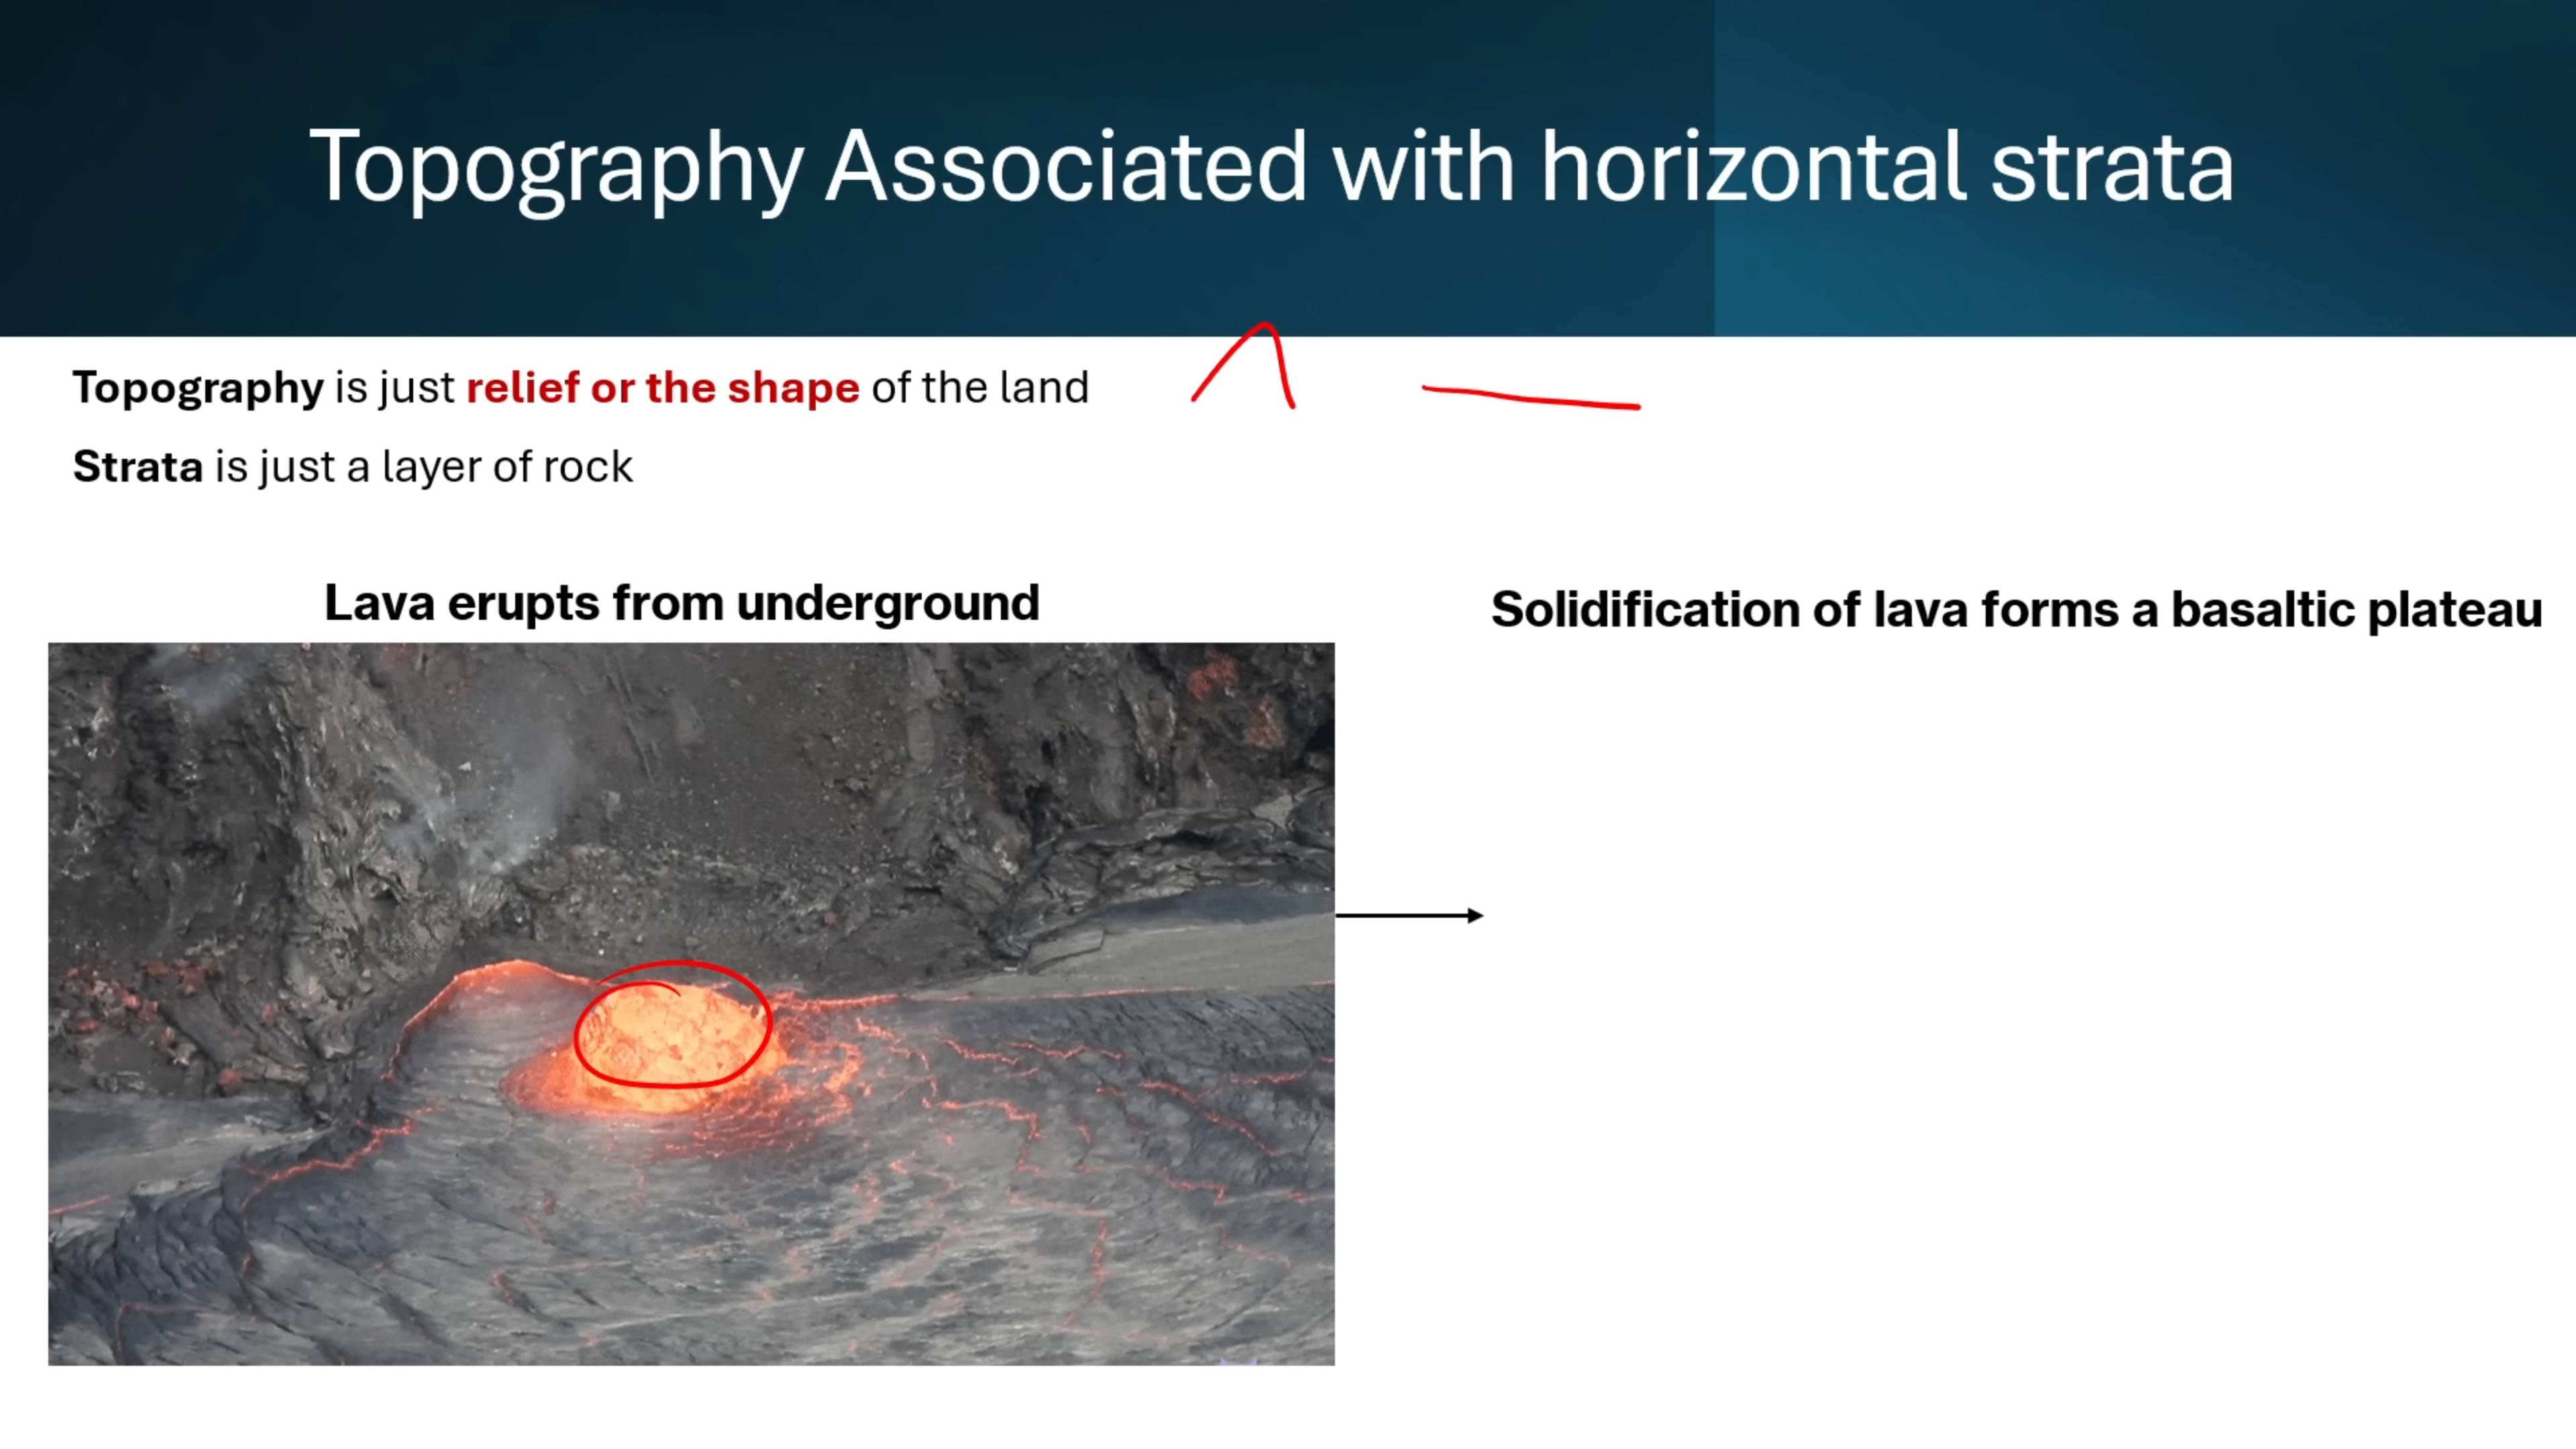 Topography Associated with horizontal strata
Topography is just relief or the shape of the land
Strata is just a layer of rock
Lava erupts from underground
Solidification of lava forms a basaltic plateau